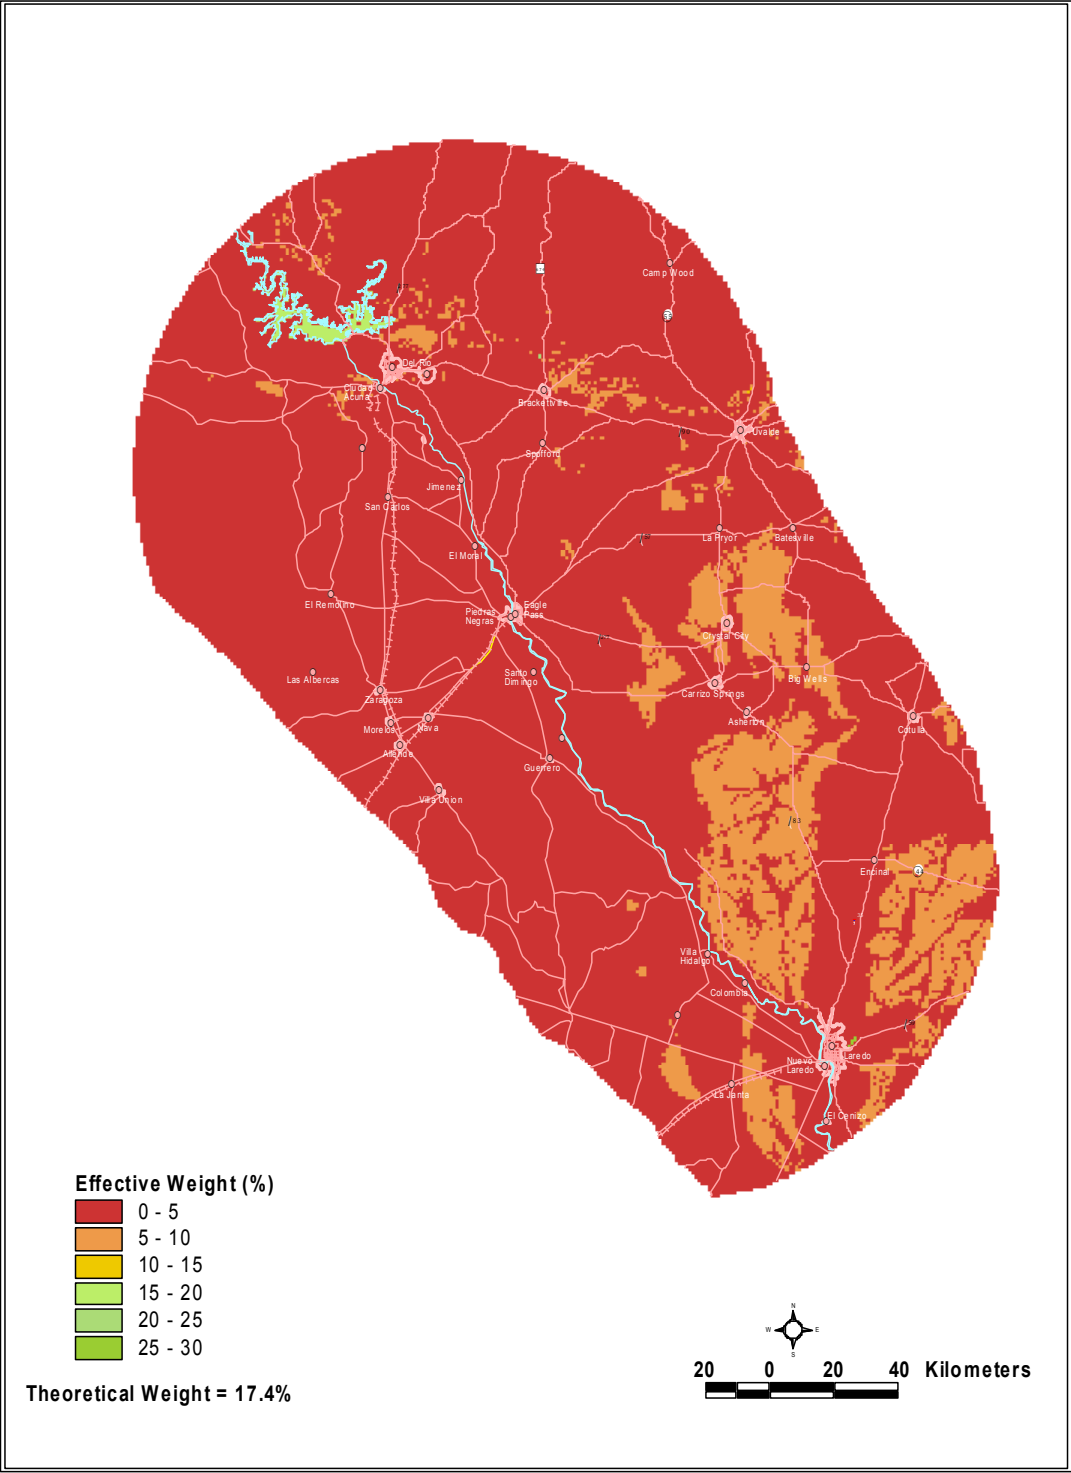 Camp Wood
Del Rio
Ciudad
Acuna
Brackettville
Uvalde
Spofford
Jimenez
San Carlos
La Pryor
Batesville
El Moral
El Remolino
Eagle
Pass
Piedras
Negras
Crystal City
Santo
Dimingo
Las Albercas
Big Wells
Carrizo Springs
Zaragoza
Asherton
Morelos
Nava
Cotulla
Allende
Guerrero
Villa Union
83
Encinal
Villa
Hidalgo
Colombia
Laredo
Nuevo
Laredo
La Janta
El Cenizo
Effective Weight (%)
0 - 5
5 - 10
10 - 15
15 - 20
20 - 25
25 - 30
Theoretical Weight = 17.4%
N
W E
S
20 0 20 40 Kilometers